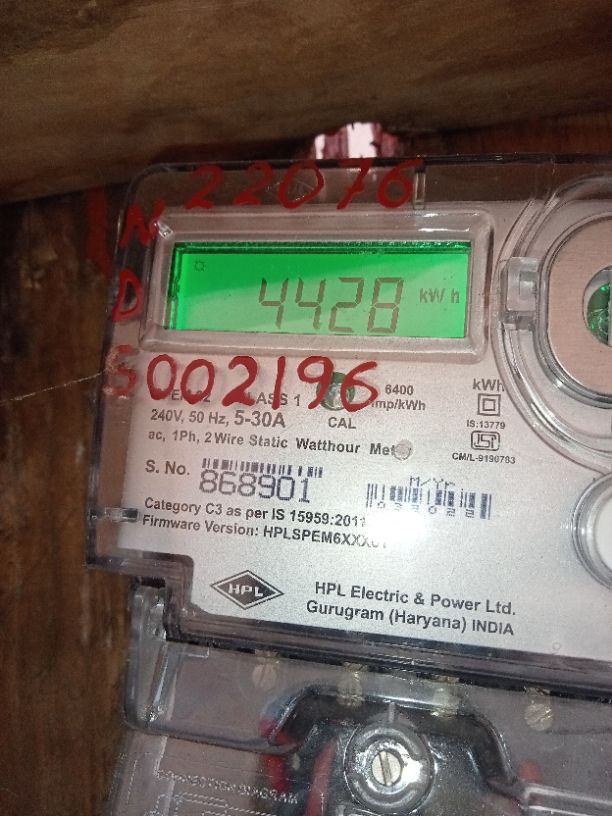 22076
N
4428 kWh
D
S002196
CLASS 1
6400
imp/kWh
kWh
240V, 50 Hz, 5-30A
CAL
IS:13779
ac, 1Ph, 2 Wire Static Watthour
CM/L-9190783
S. No.
868901
M/Yr
Category C3 as per IS 15959:2011
Firmware Version:
HPL
HPL Electric & Power Ltd.
Gurugram (Haryana) INDIA